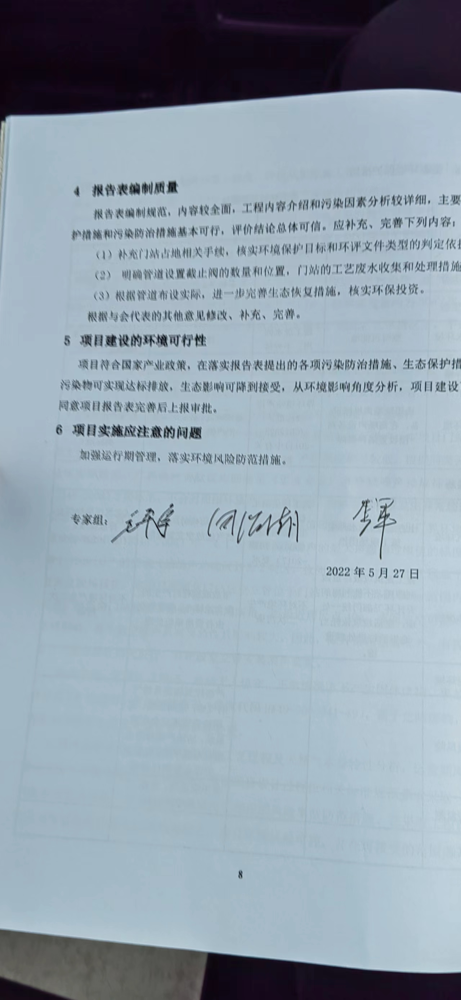 4 报告表编制质量
报告表编制规范，内容较全面，工程内容介绍和污染因素分析较详细，主要
护措施和污染防治措施基本可行，评价结论总体可信。应补充、完善下列内容：
（1）补充门站占地相关手续，核实环境保护目标和环评文件类型的判定依据
（2） 明确管道设置截止阀的数量和位置，门站的工艺废水收集和处理措施
（3）根据管道布设实际，进一步完善生态恢复措施，核实环保投资。
根据与会代表的其他意见修改、补充、完善。
5 项目建设的环境可行性
项目符合国家产业政策，在落实报告表提出的各项污染防治措施、生态保护措
污染物可实现达标排放，生态影响可降到接受，从环境影响角度分析，项目建设
同意项目报告表完善后上报审批。
6 项目实施应注意的问题
加强运行期管理，落实环境风险防范措施。
专家组：
2022 年 5 月 27 日
8